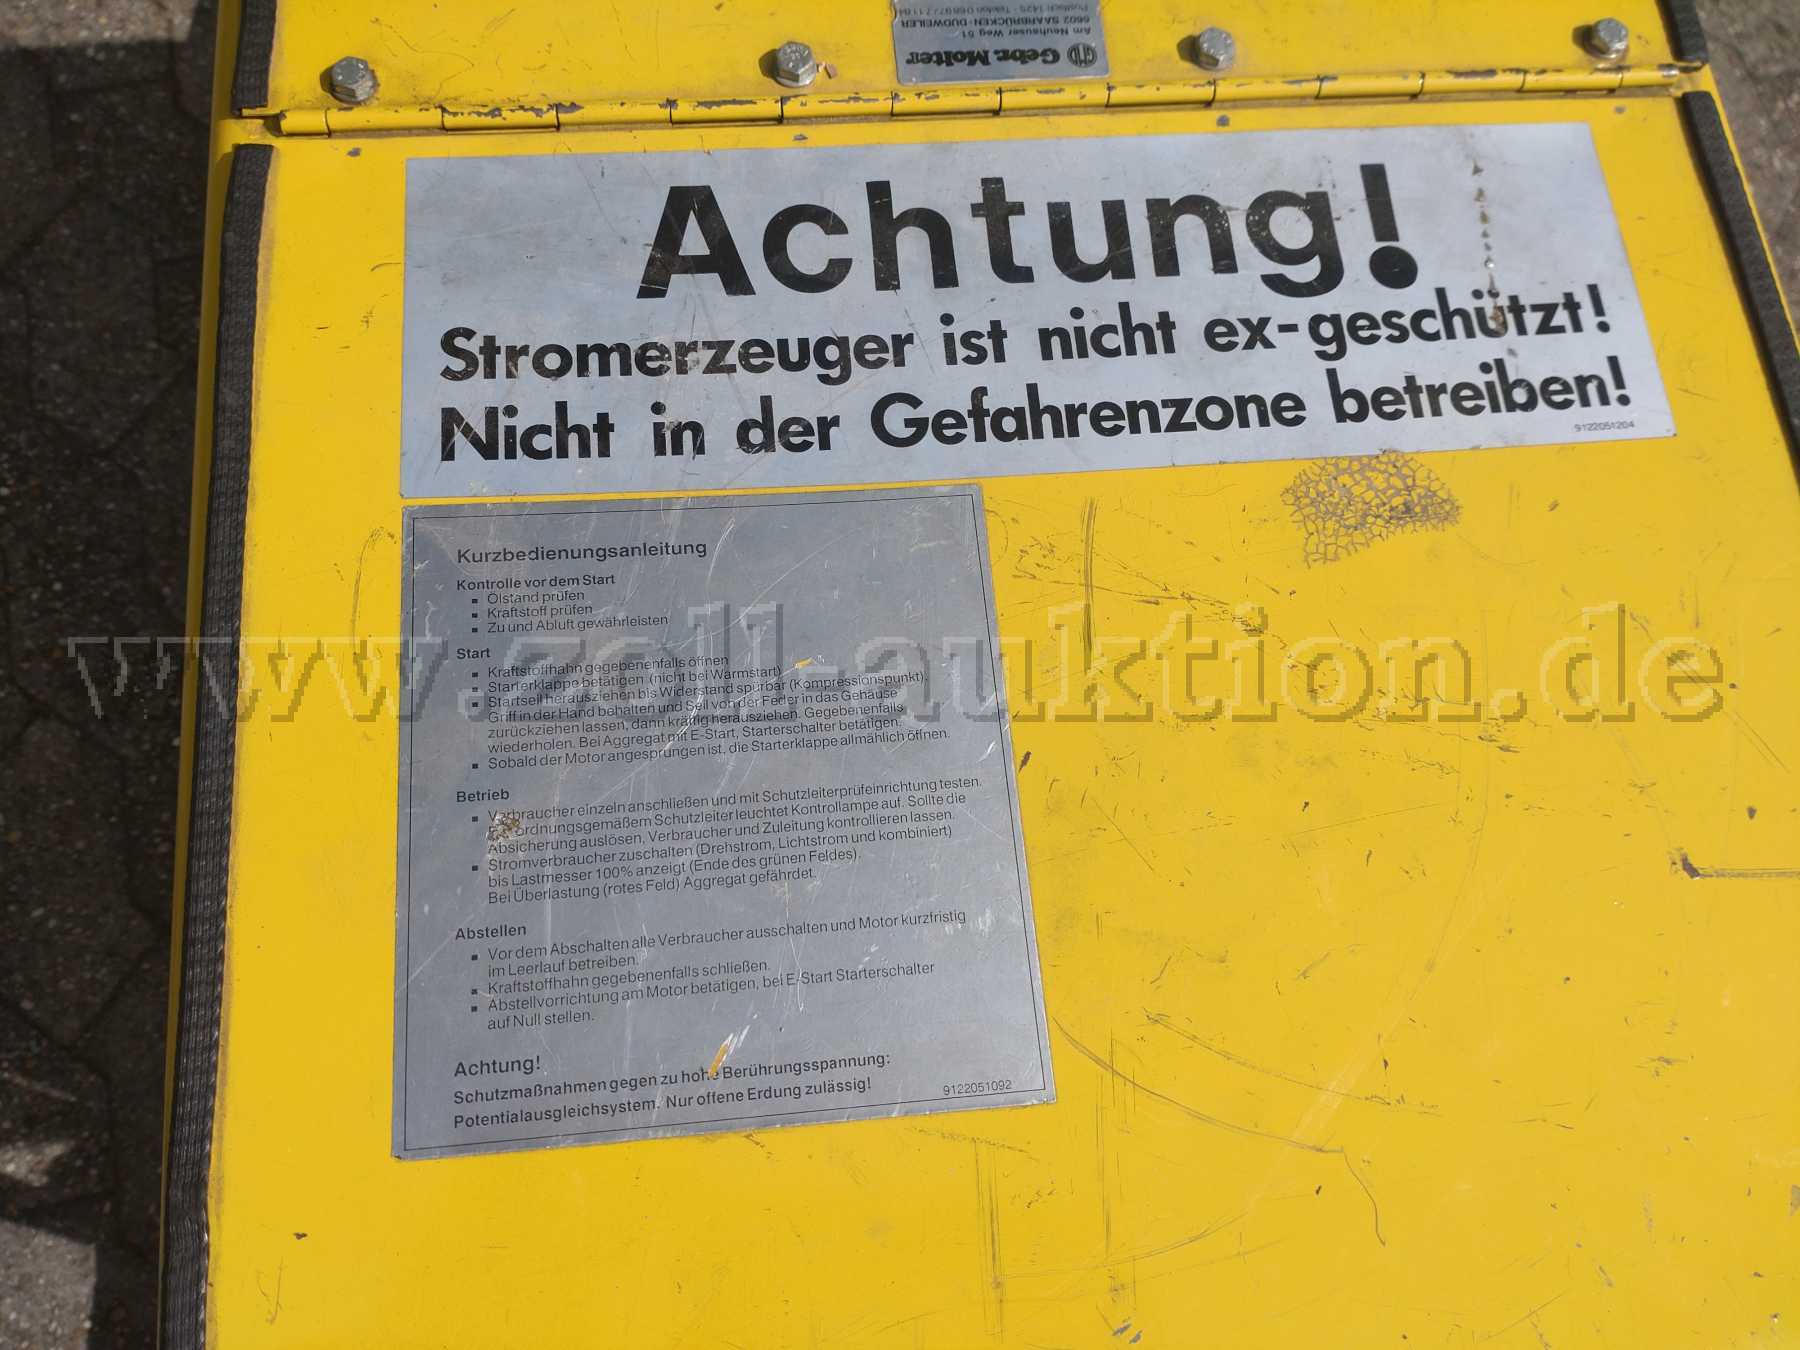 Gebr. Molter
Am Neuhauser Weg 51
6602 SAARBRÜCKEN-DUDWEILER
Achtung!
Stromerzeuger ist nicht ex-geschützt!
Nicht in der Gefahrenzone betreiben!
9122051204
Kurzbedienungsanleitung
Kontrolle vor dem Start
▪ Ölstand prüfen
▪ Kraftstoff prüfen
▪ Zu und Abluft gewährleisten
Start
▪ Kraftstoffhahn gegebenenfalls öffnen
▪ Starterklappe betätigen (nicht bei Warmstart)
▪ Startseil herausziehen bis Widerstand spürbar (Kompressionspunkt).
Griff in der Hand behalten und Seil von der Feder in das Gehäuse
zurückziehen lassen, dann kräftig herausziehen. Gegebenenfalls
wiederholen. Bei Aggregat mit E-Start, Starterschalter betätigen.
▪ Sobald der Motor angesprungen ist, die Starterklappe allmählich öffnen.
Betrieb
▪ Verbraucher einzeln anschließen und mit Schutzleiterprüfeinrichtung testen.
ordnungsgemäßem Schutzleiter leuchtet Kontrollampe auf. Sollte die
Absicherung auslösen, Verbraucher und Zuleitung kontrollieren lassen.
▪ Stromverbraucher zuschalten (Drehstrom, Lichtstrom und kombiniert)
bis Lastmesser 100% anzeigt (Ende des grünen Feldes).
Bei Überlastung (rotes Feld) Aggregat gefährdet.
Abstellen
▪ Vor dem Abschalten alle Verbraucher ausschalten und Motor kurzfristig
im Leerlauf betreiben.
▪ Kraftstoffhahn gegebenenfalls schließen.
▪ Abstellvorrichtung am Motor betätigen, bei E-Start Starterschalter
auf Null stellen.
Achtung!
Schutzmaßnahmen gegen zu hohe Berührungsspannung:
Potentialausgleichsystem. Nur offene Erdung zulässig!
9122051092
www.zoll-auktion.de